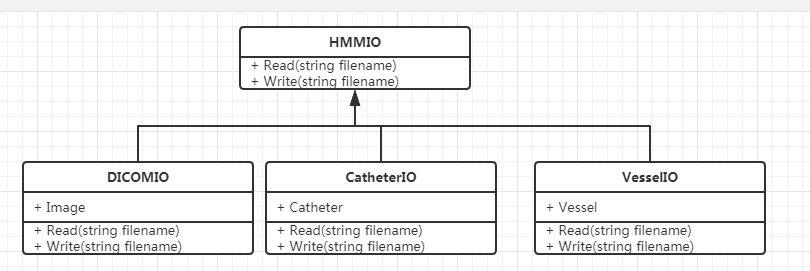 HMMIO
+ Read(string filename)
+ Write(string filename)
DICOMIO
+ Image
+ Read(string filename)
+ Write(string filename)
CatheterIO
+ Catheter
+ Read(string filename)
+ Write(string filename)
VesselIO
+ Vessel
+ Read(string filename)
+ Write(string filename)